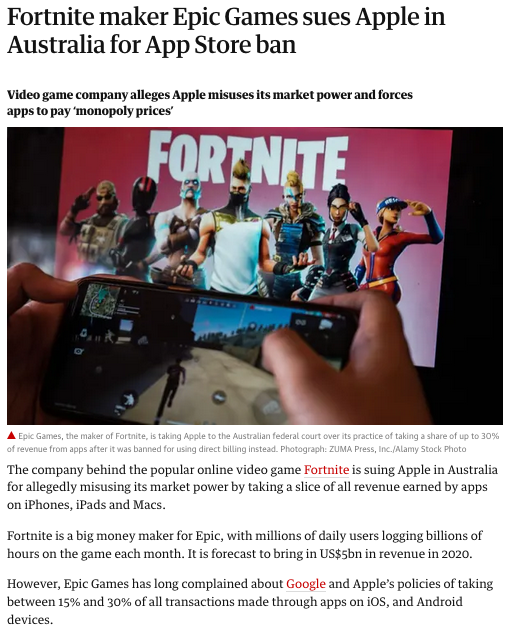 Fortnite maker Epic Games sues Apple in
Australia for App Store ban
Video game company alleges Apple misuses its market power and forces
apps to pay ‘monopoly prices’
FORTNITE
Epic Games, the maker of Fortnite, is taking Apple to the Australian federal court over its practice of taking a share of up to 30%
of revenue from apps after it was banned for using direct billing instead. Photograph: ZUMA Press, Inc./Alamy Stock Photo
The company behind the popular online video game Fortnite is suing Apple in Australia
for allegedly misusing its market power by taking a slice of all revenue earned by apps
on iPhones, iPads and Macs.
Fortnite is a big money maker for Epic, with millions of daily users logging billions of
hours on the game each month. It is forecast to bring in US$5bn in revenue in 2020.
However, Epic Games has long complained about Google and Apple’s policies of taking
between 15% and 30% of all transactions made through apps on iOS, and Android
devices.